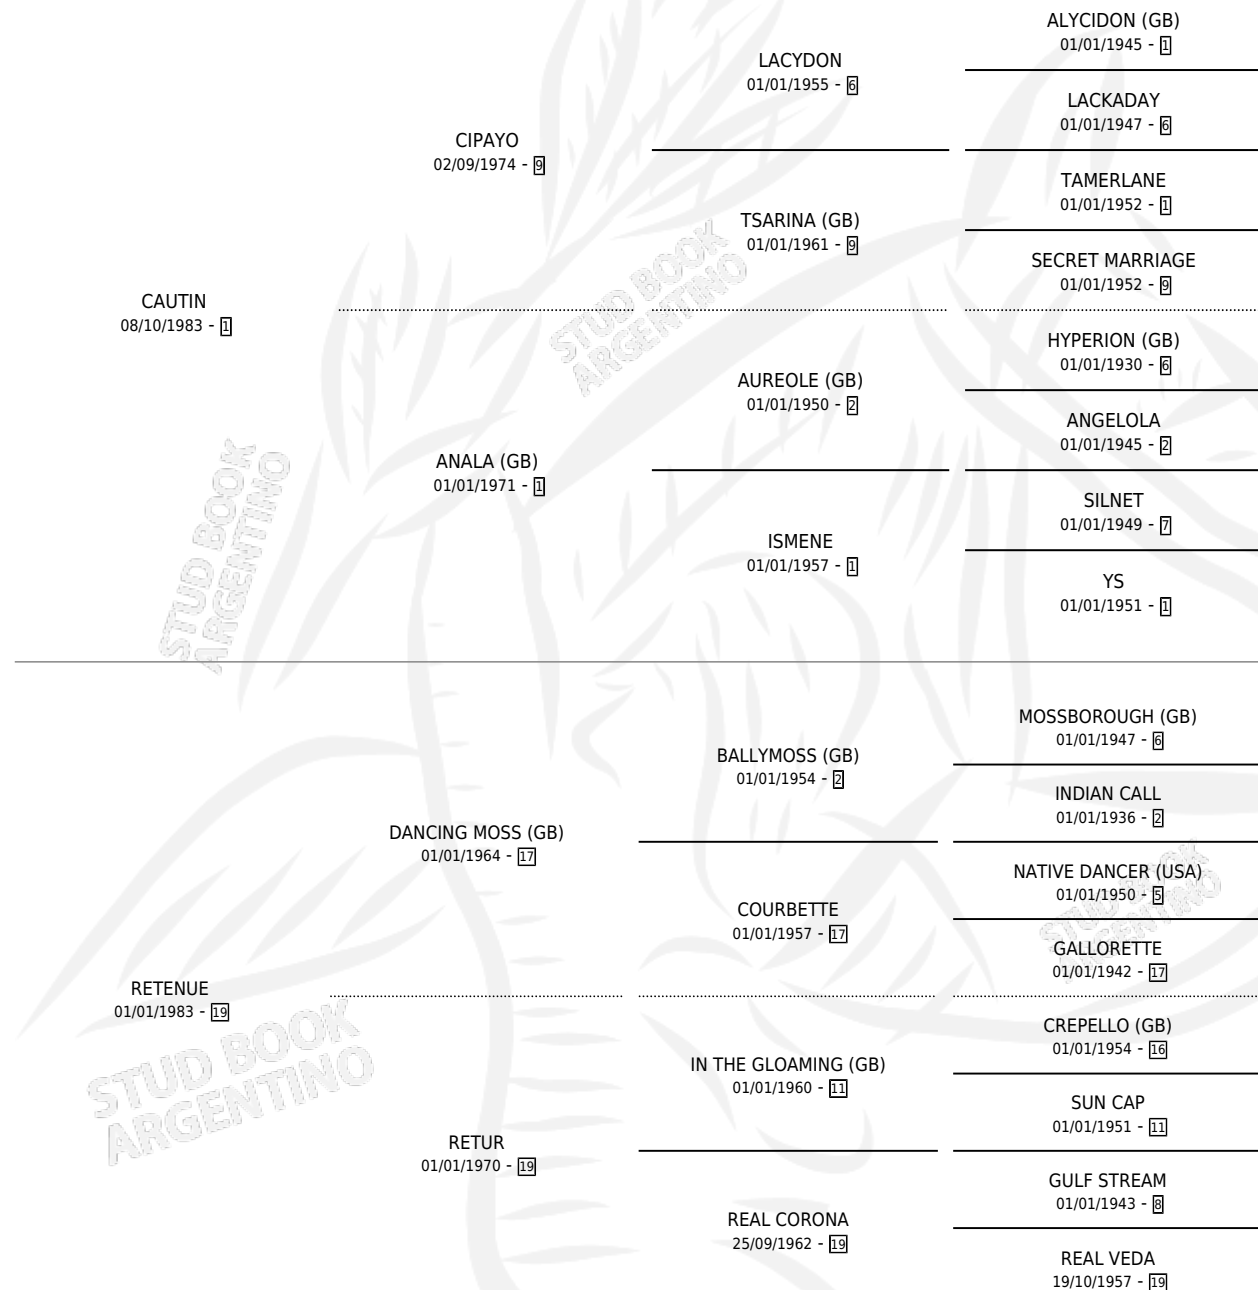 ALYCIDON (GB)
01/01/1945 - 1
LACYDON
01/01/1955 - 6
LACKADAY
01/01/1947 - 6
CIPAYO
02/09/1974 - 9
TAMERLANE
01/01/1952 - 1
TSARINA (GB)
01/01/1961 - 9
SECRET MARRIAGE
01/01/1952 - 9
CAUTIN
08/10/1983 - 1
HYPERION (GB)
01/01/1930 - 6
AUREOLE (GB)
01/01/1950 - 2
ANGELOLA
01/01/1945 - 2
ANALA (GB)
01/01/1971 - 1
SILNET
01/01/1949 - 7
ISMENE
01/01/1957 - 1
YS
01/01/1951 - 1
MOSSBOROUGH (GB)
01/01/1947 - 6
BALLYMOSS (GB)
01/01/1954 - 2
INDIAN CALL
01/01/1936 - 2
DANCING MOSS (GB)
01/01/1964 - 17
NATIVE DANCER (USA)
01/01/1950 - 5
COURBETTE
01/01/1957 - 17
GALLORETTE
01/01/1942 - 17
RETENUE
01/01/1983 - 19
CREPELLO (GB)
01/01/1954 - 16
IN THE GLOAMING (GB)
01/01/1960 - 11
SUN CAP
01/01/1951 - 11
RETUR
01/01/1970 - 19
GULF STREAM
01/01/1943 - 8
REAL CORONA
25/09/1962 - 19
REAL VEDA
19/10/1957 - 19
STUD BOOK
ARGENTINO
STUD BOOK
ARGENTINO
STUD BOOK
ARGENTINO
STUD BOOK
ARGENTINO